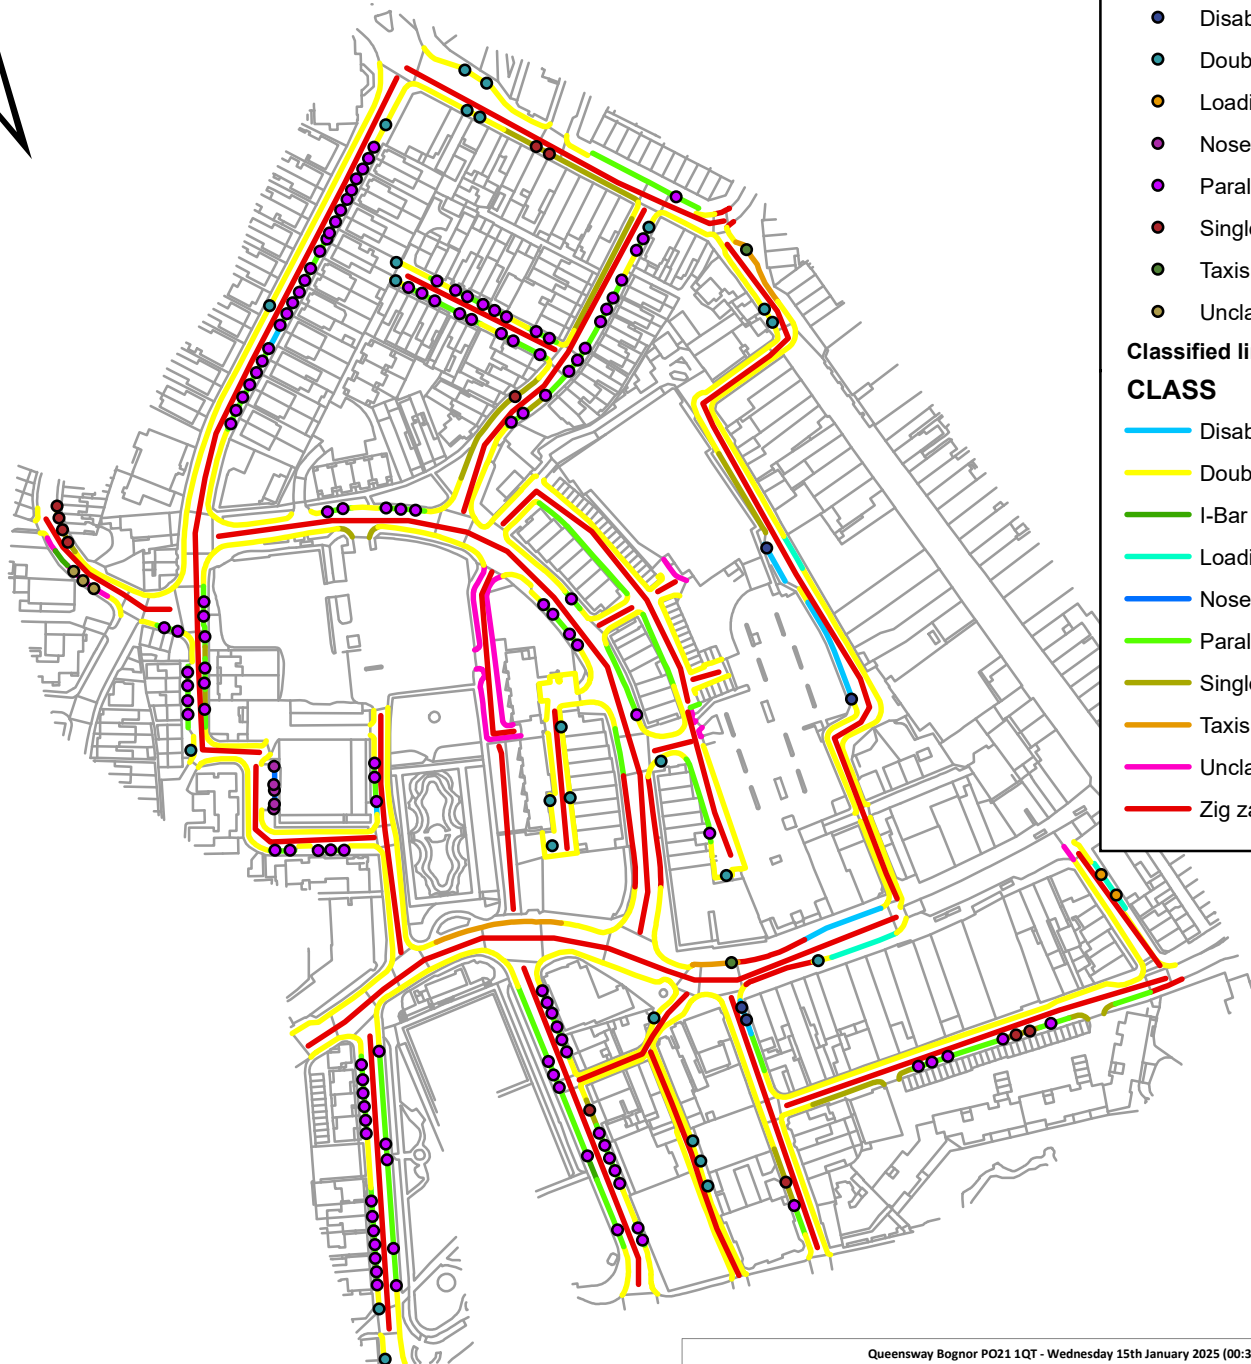 Disab
Doub
Loadi
Nose
Paral
Single
Taxis
Uncla
Classified li
CLASS
Disab
Doub
I-Bar
Loadi
Nose
Paral
Single
Taxis
Uncla
Zig za
Queensway Bognor PO21 1QT - Wednesday 15th January 2025 (00:3